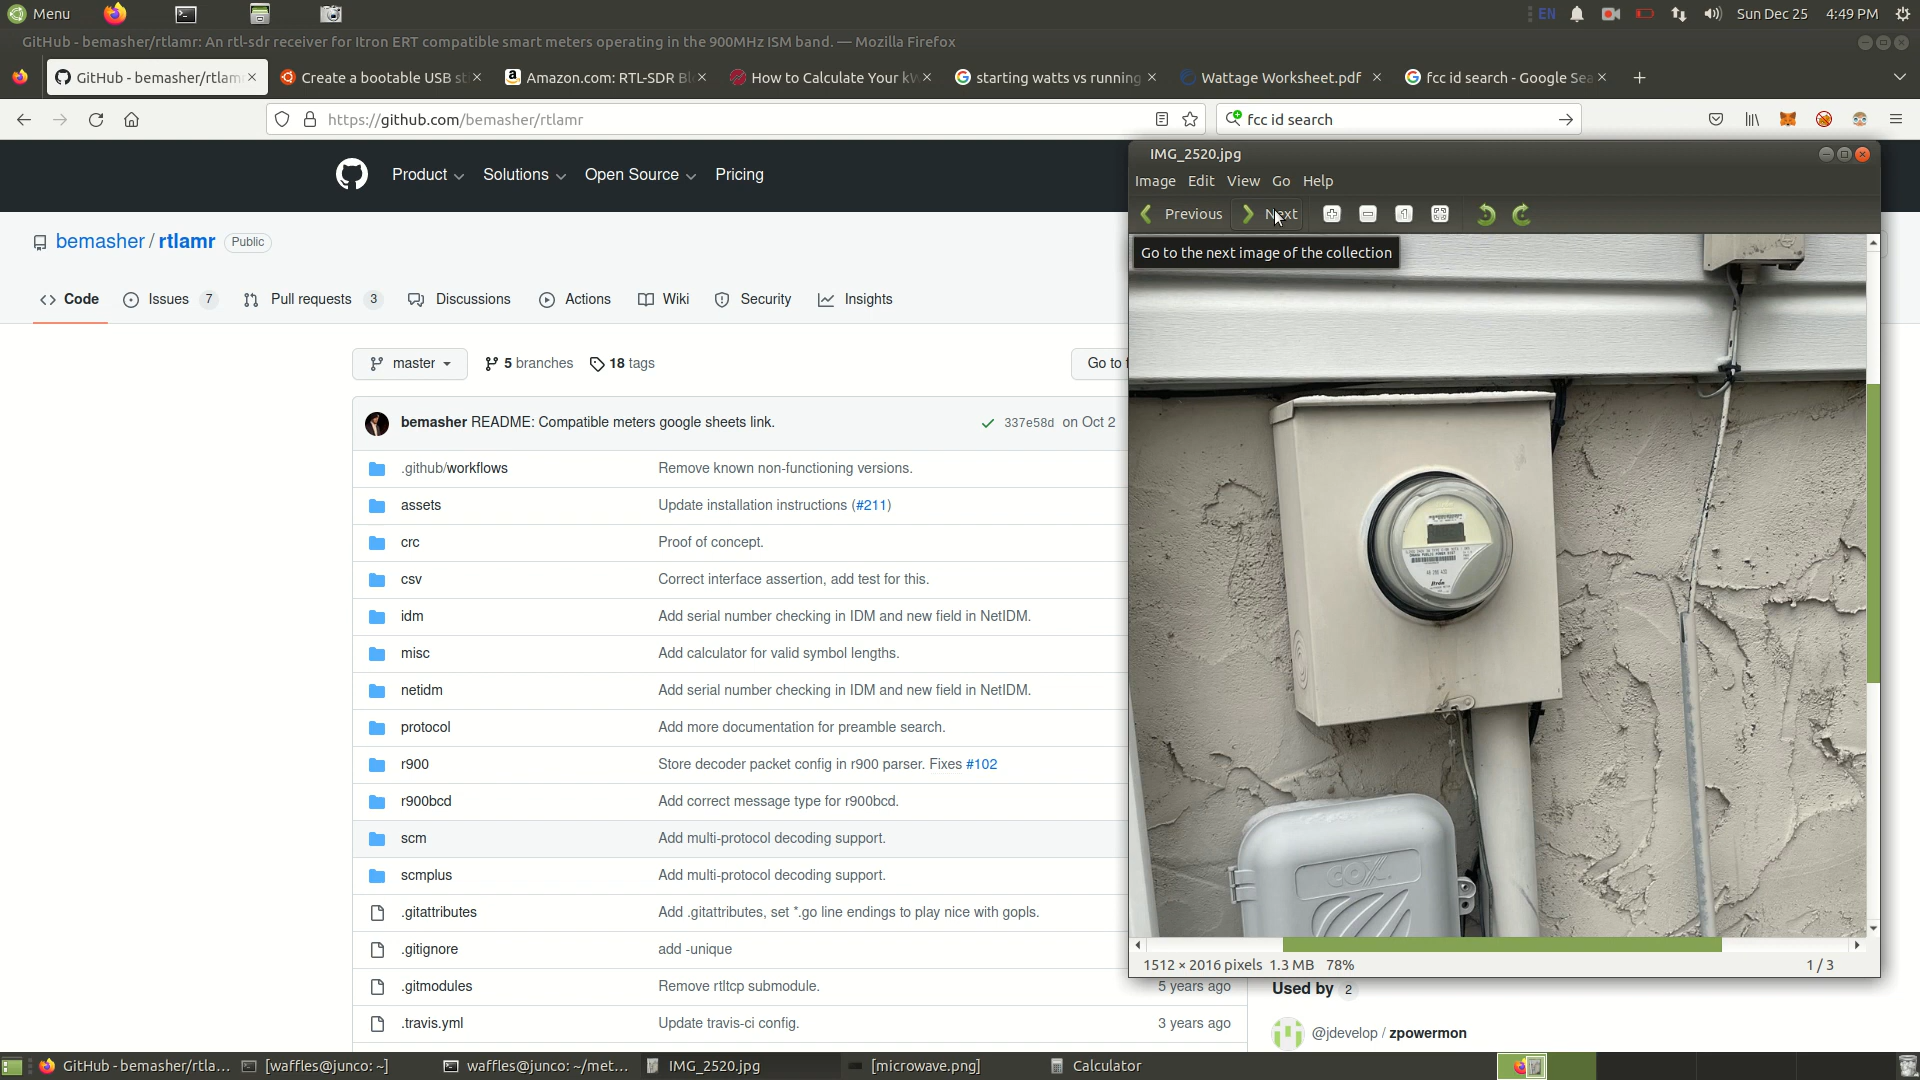 Menu
EN
Sun Dec 25
4:49 PM
GitHub - bemasher/rtlamr: An rtl-sdr receiver for Itron ERT compatible smart meters operating in the 900MHz ISM band. — Mozilla Firefox
GitHub - bemasher/rtlam
Create a bootable USB st
Amazon.com: RTL-SDR Bl
How to Calculate Your kV
starting watts vs running
Wattage Worksheet.pdf
fcc id search - Google Sea
https://github.com/bemasher/rtlamr
fcc id search
Product
Solutions
Open Source
Pricing
bemasher / rtlamr
Public
Code
Issues 7
Pull requests 3
Discussions
Actions
Wiki
Security
Insights
master
5 branches
18 tags
Go to f
bemasher README: Compatible meters google sheets link.
337e58d on Oct 2
.github/workflows Remove known non-functioning versions.
assets Update installation instructions (#211)
crc Proof of concept.
csv Correct interface assertion, add test for this.
idm Add serial number checking in IDM and new field in NetIDM.
misc Add calculator for valid symbol lengths.
netidm Add serial number checking in IDM and new field in NetIDM.
protocol Add more documentation for preamble search.
r900 Store decoder packet config in r900 parser. Fixes #102
r900bcd Add correct message type for r900bcd.
scm Add multi-protocol decoding support.
scmplus Add multi-protocol decoding support.
.gitattributes Add .gitattributes, set *.go line endings to play nice with gopls.
.gitignore add -unique
.gitmodules Remove rtltcp submodule. 5 years ago
.travis.yml Update travis-ci config. 3 years ago
IMG_2520.jpg
Image Edit View Go Help
Previous
Next
Go to the next image of the collection
Itron
COX
1512 × 2016 pixels 1.3 MB 78%
1 / 3
Used by 2
@jdevelop / zpowermon
GitHub - bemasher/rtla...
[waffles@junco: ~]
waffles@junco: ~/met...
IMG_2520.jpg
[microwave.png]
Calculator